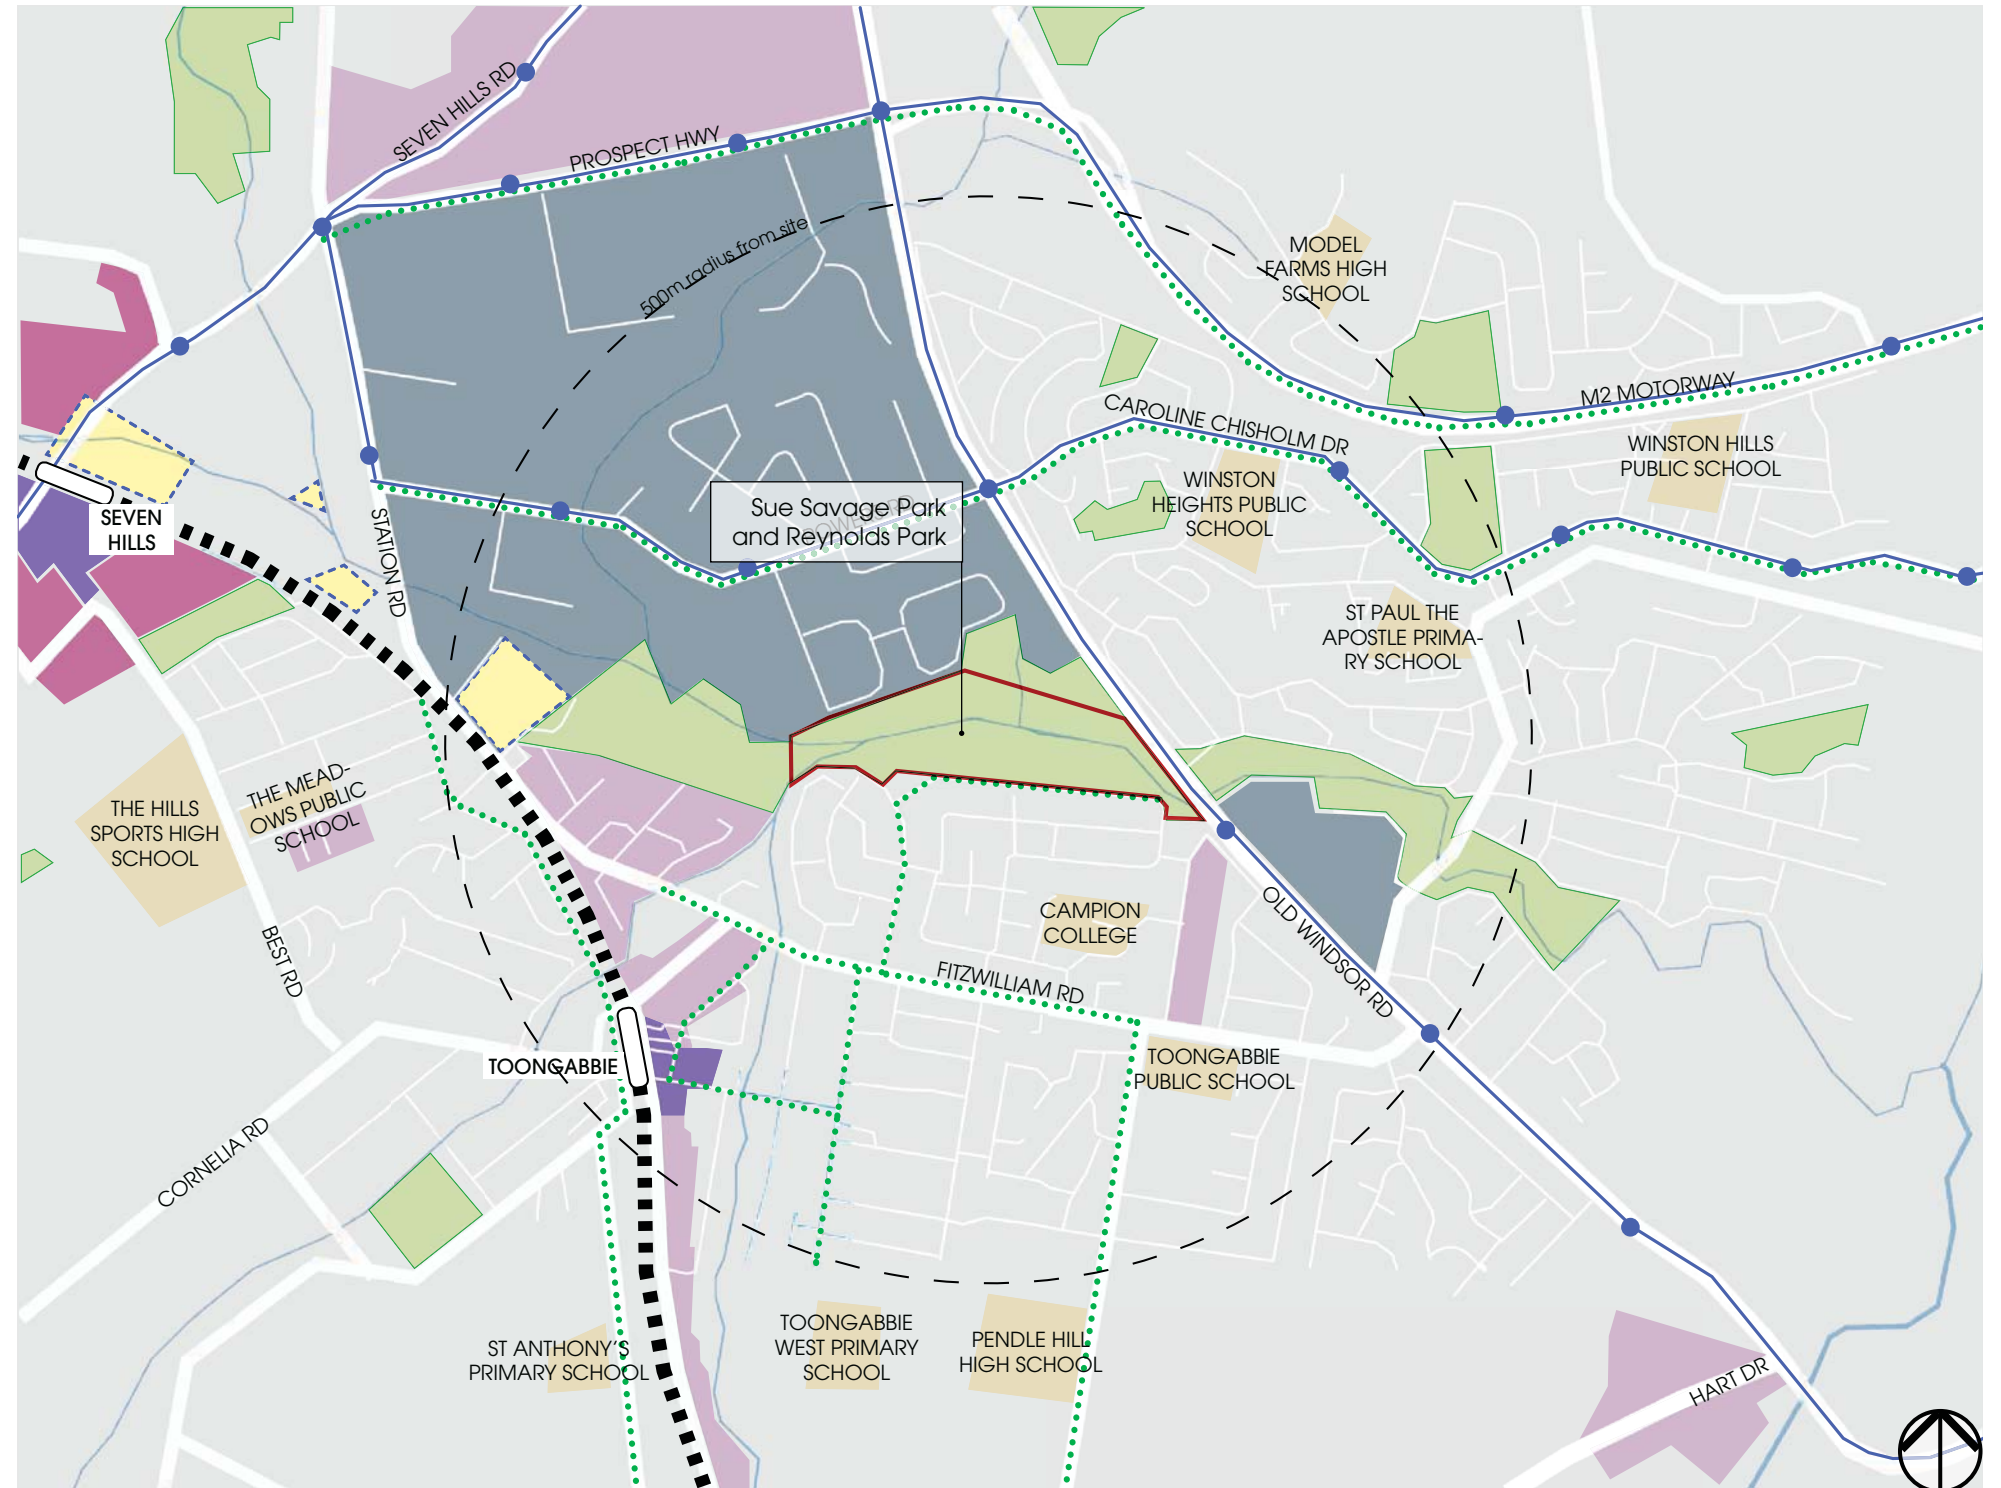 SEVEN HILLS RD
PROSPECT HWY
500m radius from site
MODEL
FARMS HIGH
SCHOOL
M2 MOTORWAY
CAROLINE CHISHOLM DR
WINSTON HILLS
PUBLIC SCHOOL
WINSTON
HEIGHTS PUBLIC
SCHOOL
Sue Savage Park
and Reynolds Park
SEVEN
HILLS
STATION RD
ST PAUL THE
APOSTLE PRIMA-
RY SCHOOL
THE HILLS
SPORTS HIGH
SCHOOL
THE MEAD-
OWS PUBLIC
SCHOOL
BEST RD
CAMPION
COLLEGE
OLD WINDSOR RD
FITZWILLIAM RD
TOONGABBIE
TOONGABBIE
PUBLIC SCHOOL
CORNELIA RD
ST ANTHONY'S
PRIMARY SCHOOL
TOONGABBIE
WEST PRIMARY
SCHOOL
PENDLE HILL
HIGH SCHOOL
HART DR